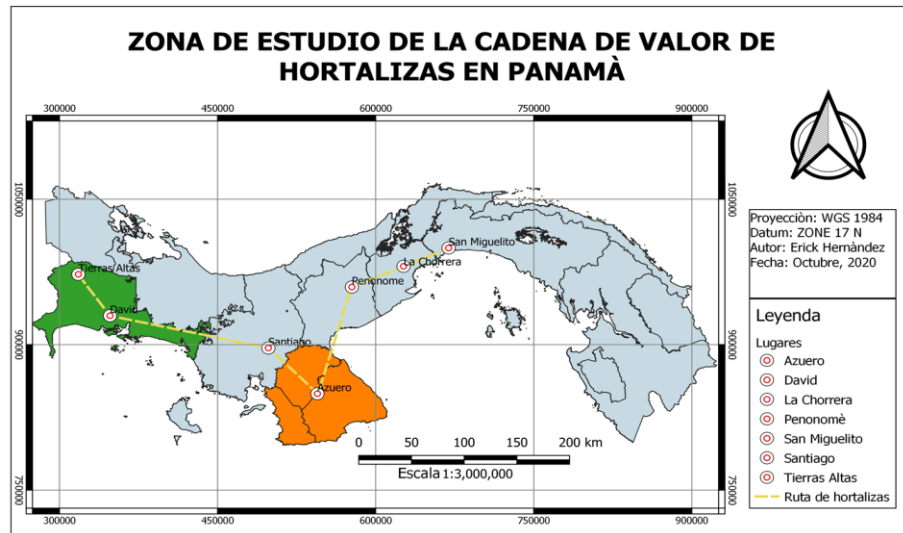 ZONA DE ESTUDIO DE LA CADENA DE VALOR DE
HORTALIZAS EN PANAMÀ
300000
450000
600000
750000
900000
1050000
1050000
Tierras Altas
David
Santiago
Azuero
Penonome
La Chorrera
San Miguelito
900000
900000
0 50 100 150 200 km
Escala 1:3,000,000
750000
750000
300000
450000
600000
750000
900000
Proyecciòn: WGS 1984
Datum: ZONE 17 N
Autor: Erick Hernàndez
Fecha: Octubre, 2020
Leyenda
Lugares
Azuero
David
La Chorrera
Penonomè
San Miguelito
Santiago
Tierras Altas
Ruta de hortalizas